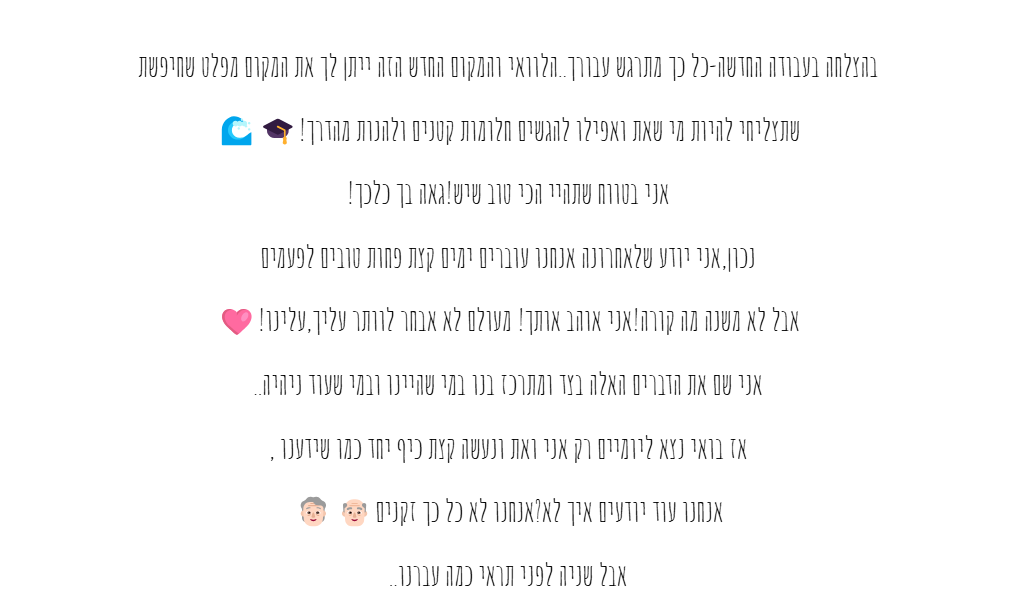 בהצלחה בעבודה החדשה-כל כך מתרגש עבורך..הלוואי והמקום החדש הזה ייתן לך את המקום מפלט שחיפשת
שתצליחי להיות מי שאת ואפילו להגשים חלומות קטנים ולהנות מהדרך! 🎓 🌊
אני בטווח שתהיי הכי טוב שיש!גאה בך כלכך!
נכון,אני יודע שלאחרונה אנחנו עוברים ימים קצת פחות טובים לפעמים
אבל לא משנה מה קורה!אני אוהב אותך! מעולם לא אבחר לוותר עליך,עלינו! 🩷
אני שם את הדברים האלה בצד ומתרכז בנו במי שהיינו ובמי שעוד ניהיה..
אז בואי נצא ליומיים רק אני ואת ונעשה קצת כיף יחד כמו שידענו ,
אנחנו עוד יודעים איך לא?אנחנו לא כל כך זקנים 👴🏻 👵🏻
אבל שניה לפני תראי כמה עברנו..